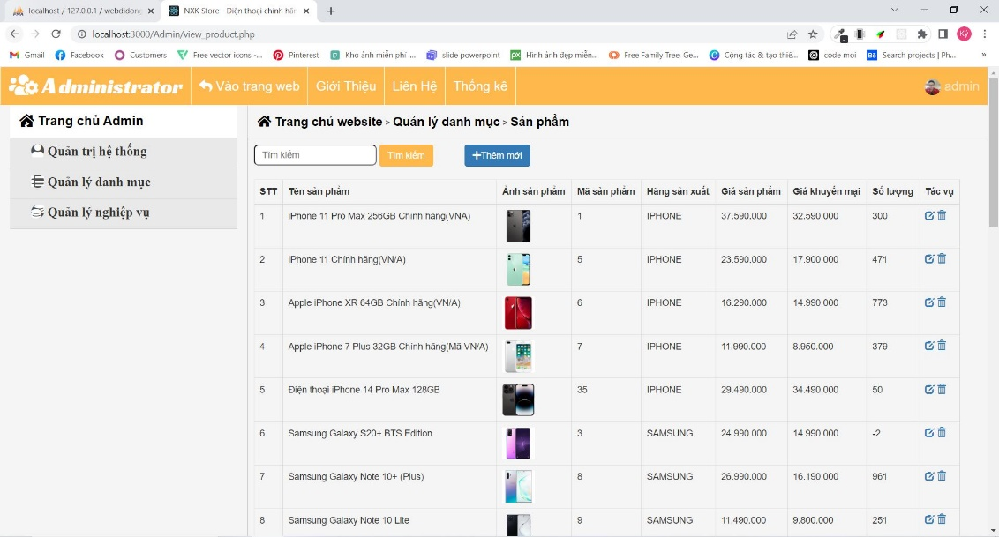 localhost / 127.0.0.1 / webdidong
NXK Store - Điện thoại chính hãn
localhost:3000/Admin/view_product.php
Kỳ
Gmail Facebook Customers Free vector icons -... Pinterest Kho ảnh miễn phí -... slide powerpoint Hình ảnh đẹp miễn... Free Family Tree, Ge... Cộng tác & tạo thiế... code moi Search projects | Ph... »
Administrator Vào trang web Giới Thiệu Liên Hệ Thống kê admin
Trang chủ Admin
Quản trị hệ thống
Quản lý danh mục
Quản lý nghiệp vụ
Trang chủ website > Quản lý danh mục > Sản phẩm
Tìm kiếm Tìm kiếm +Thêm mới
STT Tên sản phẩm Ảnh sản phẩm Mã sản phẩm Hãng sản xuất Giá sản phẩm Giá khuyến mại Số lượng Tác vụ
1 iPhone 11 Pro Max 256GB Chính hãng(VNA) 1 IPHONE 37.590.000 32.590.000 300
2 iPhone 11 Chính hãng(VN/A) 5 IPHONE 23.590.000 17.900.000 471
3 Apple iPhone XR 64GB Chính hãng(VN/A) 6 IPHONE 16.290.000 14.990.000 773
4 Apple iPhone 7 Plus 32GB Chính hãng(Mã VN/A) 7 IPHONE 11.990.000 8.950.000 379
5 Điện thoại iPhone 14 Pro Max 128GB 35 IPHONE 29.490.000 34.490.000 50
6 Samsung Galaxy S20+ BTS Edition 3 SAMSUNG 24.990.000 14.990.000 -2
7 Samsung Galaxy Note 10+ (Plus) 8 SAMSUNG 26.990.000 16.190.000 961
8 Samsung Galaxy Note 10 Lite 9 SAMSUNG 11.490.000 9.800.000 251